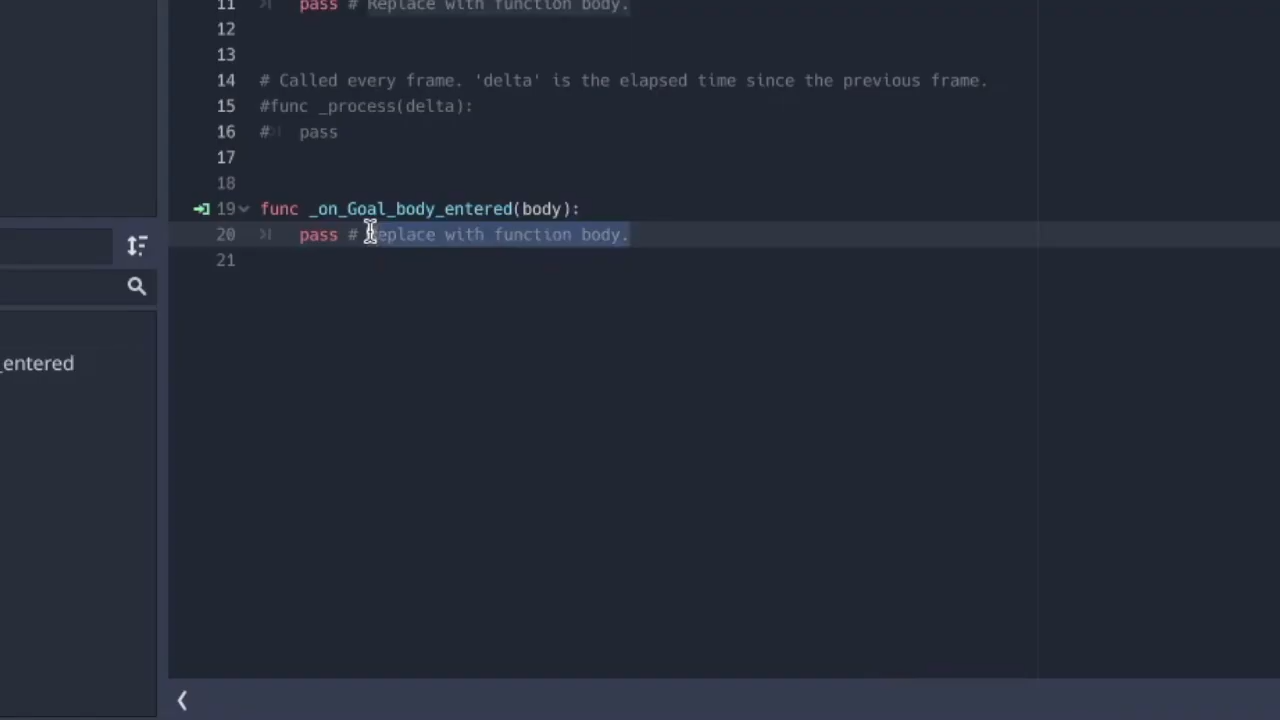 11 pass # Replace with function body.
12
13
14 # Called every frame. 'delta' is the elapsed time since the previous frame.
15 #func _process(delta):
16 # pass
17
18
19 func _on_Goal_body_entered(body):
20 pass # Replace with function body.
21
_entered